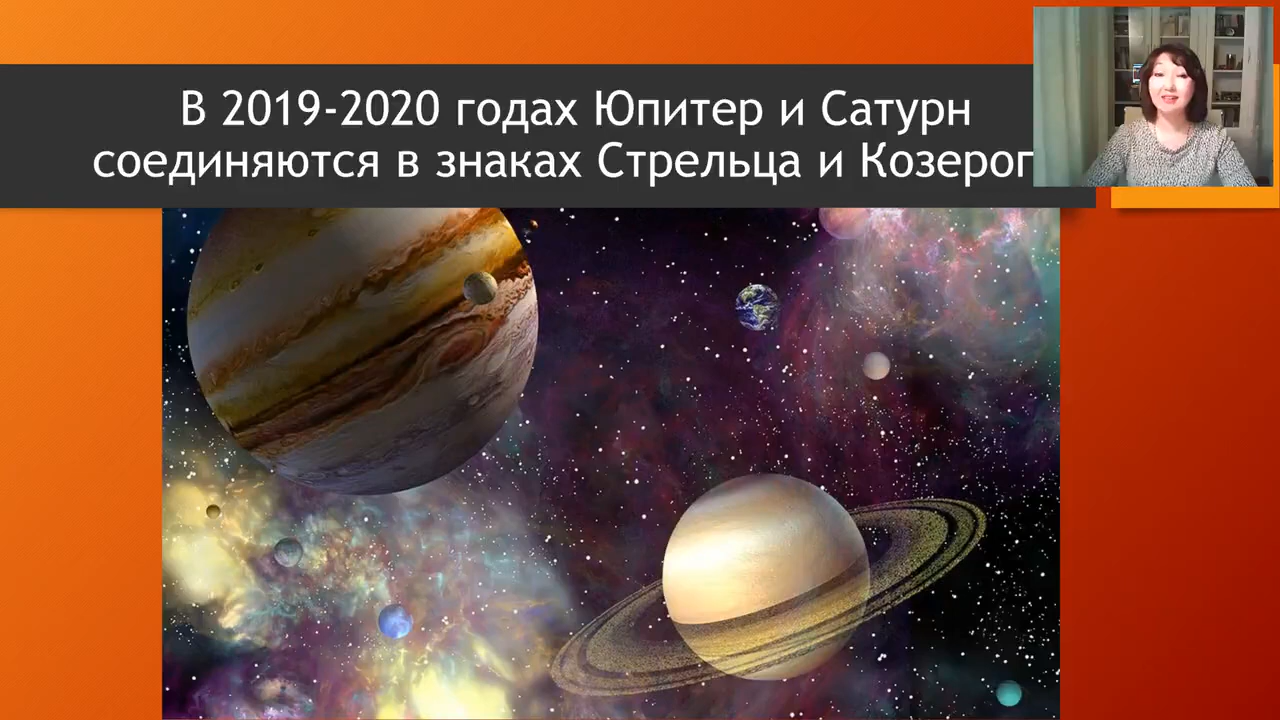 В 2019-2020 годах Юпитер и Сатурн
соединяются в знаках Стрельца и Козерог